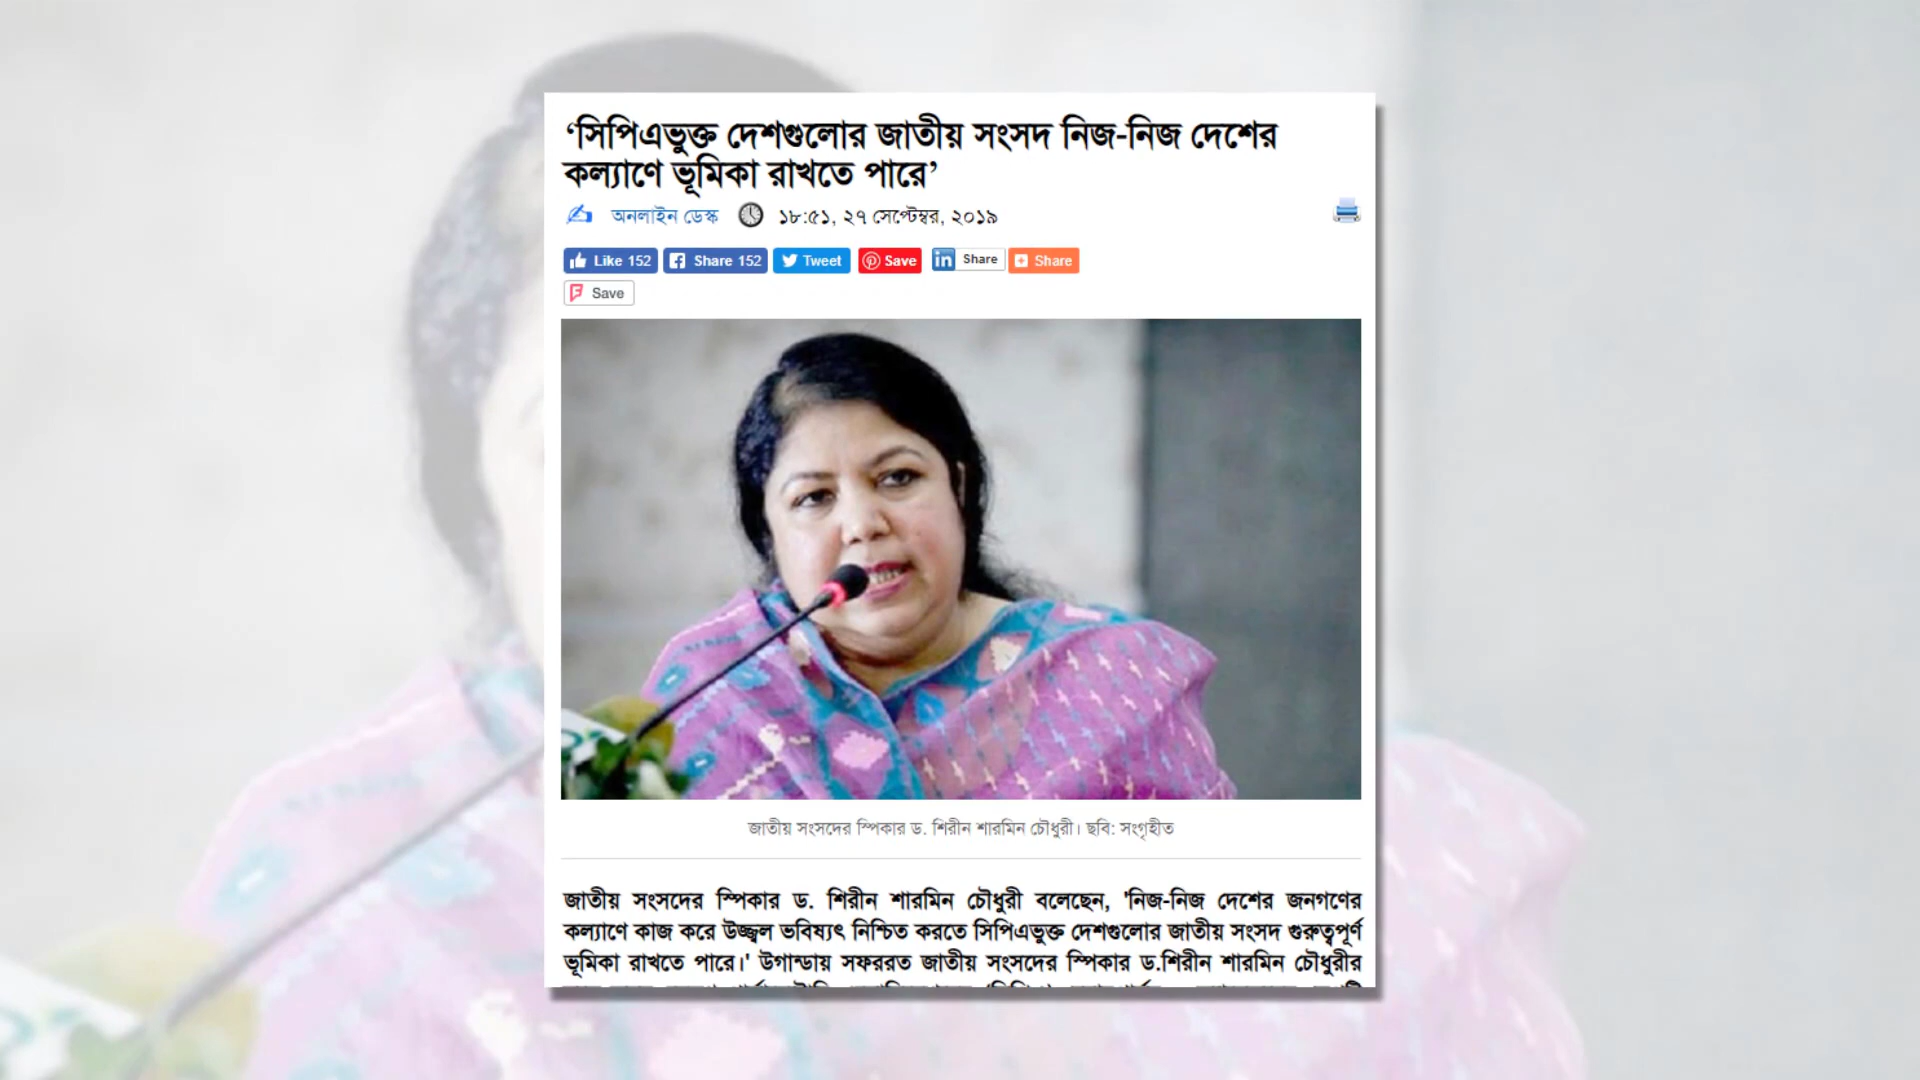 ‘সিপিএভুক্ত দেশগুলোর জাতীয় সংসদ নিজ-নিজ দেশের
কল্যাণে ভূমিকা রাখতে পারে’
অনলাইন ডেস্ক ১৮:৫১, ২৭ সেপ্টেম্বর, ২০১৯
Like 152 Share 152 Tweet Save Share Share
Save
জাতীয় সংসদের স্পিকার ড. শিরীন শারমিন চৌধুরী। ছবি: সংগৃহীত
জাতীয় সংসদের স্পিকার ড. শিরীন শারমিন চৌধুরী বলেছেন, 'নিজ-নিজ দেশের জনগণের
কল্যাণে কাজ করে উজ্জ্বল ভবিষ্যৎ নিশ্চিত করতে সিপিএভুক্ত দেশগুলোর জাতীয় সংসদ গুরুত্বপূর্ণ
ভূমিকা রাখতে পারে।' উগান্ডায় সফররত জাতীয় সংসদের স্পিকার ড.শিরীন শারমিন চৌধুরীর